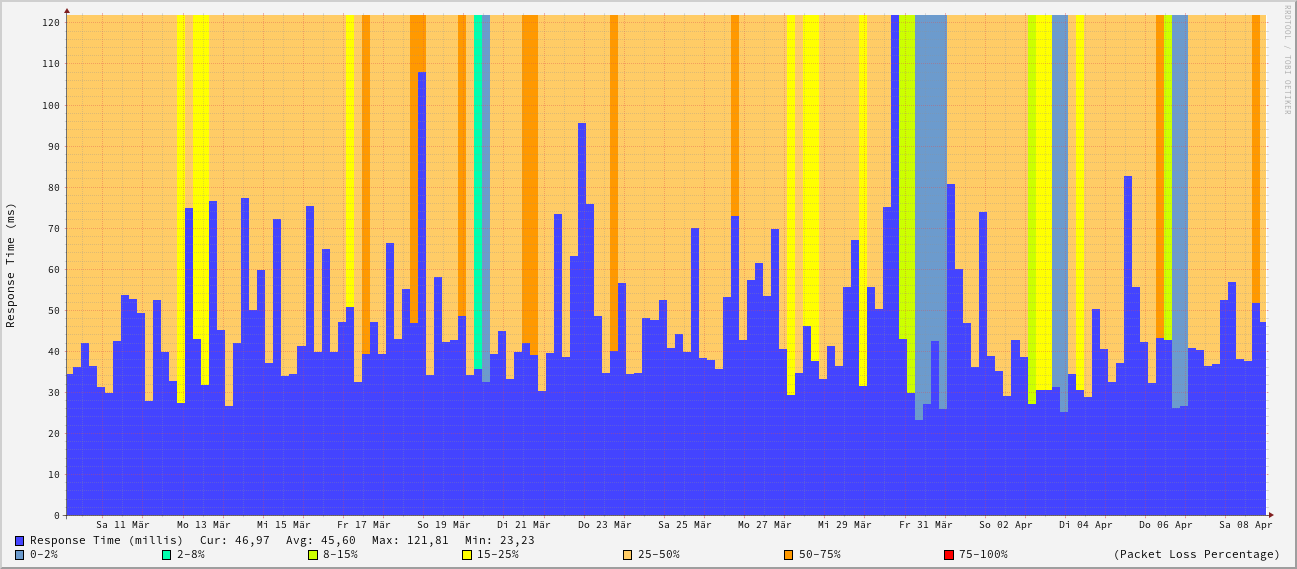 RRDTOOL / TOBI OETIKER
Response Time (ms)
120
110
100
90
80
70
60
50
40
30
20
10
0
Sa 11 Mär Mo 13 Mär Mi 15 Mär Fr 17 Mär So 19 Mär Di 21 Mär Do 23 Mär Sa 25 Mär Mo 27 Mär Mi 29 Mär Fr 31 Mär So 02 Apr Di 04 Apr Do 06 Apr Sa 08 Apr
Response Time (millis) Cur: 46,97 Avg: 45,60 Max: 121,81 Min: 23,23
0-2% 2-8% 8-15% 15-25% 25-50% 50-75% 75-100% (Packet Loss Percentage)